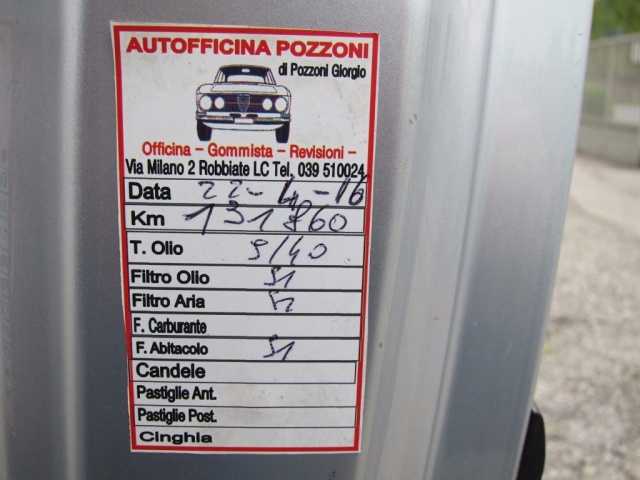 AUTOFFICINA POZZONI
di Pozzoni Giorgio
Officina - Gommista - Revisioni -
Via Milano 2 Robbiate LC Tel. 039 510024
Data 22-4-16
Km 131860
T. Olio 5/40
Filtro Olio SI
Filtro Aria SI
F. Carburante
F. Abitacolo SI
Candele
Pastiglie Ant.
Pastiglie Post.
Cinghia